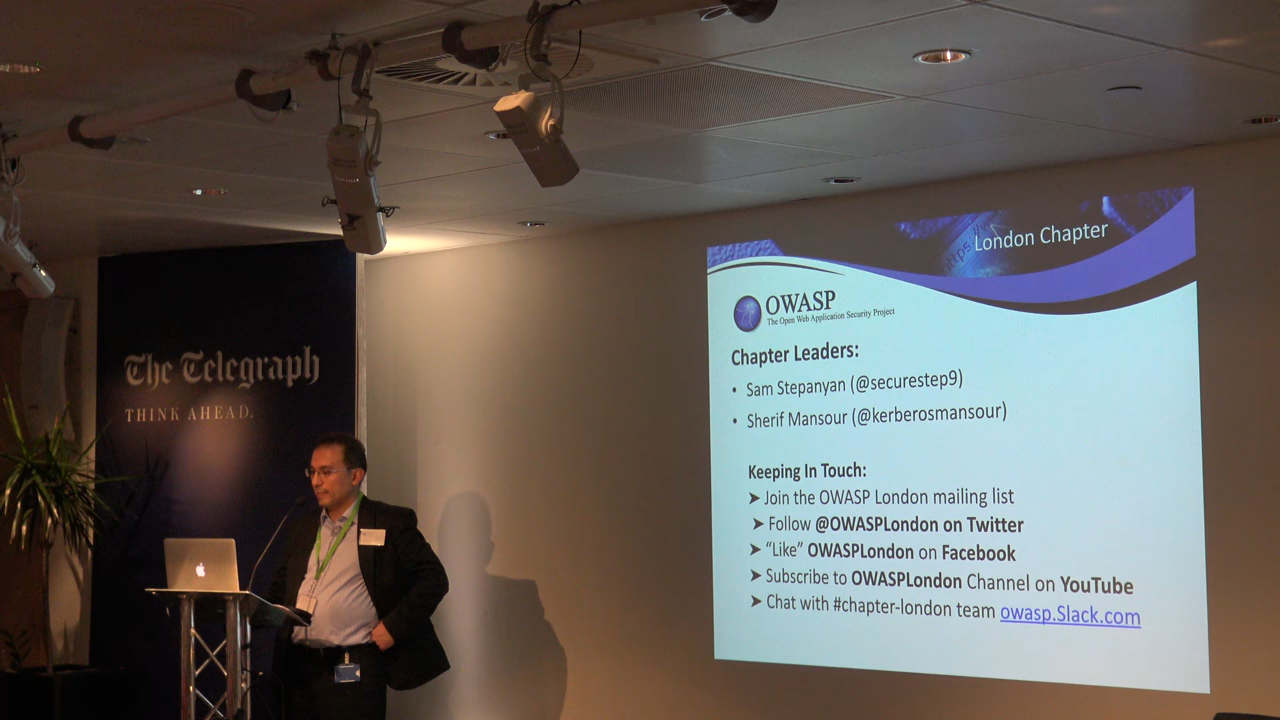 The Telegraph
THINK AHEAD.
https://
London Chapter
OWASP
The Open Web Application Security Project
Chapter Leaders:
• Sam Stepanyan (@securestep9)
• Sherif Mansour (@kerberosmansour)
Keeping In Touch:
➤ Join the OWASP London mailing list
➤ Follow @OWASPLondon on Twitter
➤ “Like” OWASPLondon on Facebook
➤ Subscribe to OWASPLondon Channel on YouTube
➤ Chat with #chapter-london team owasp.Slack.com